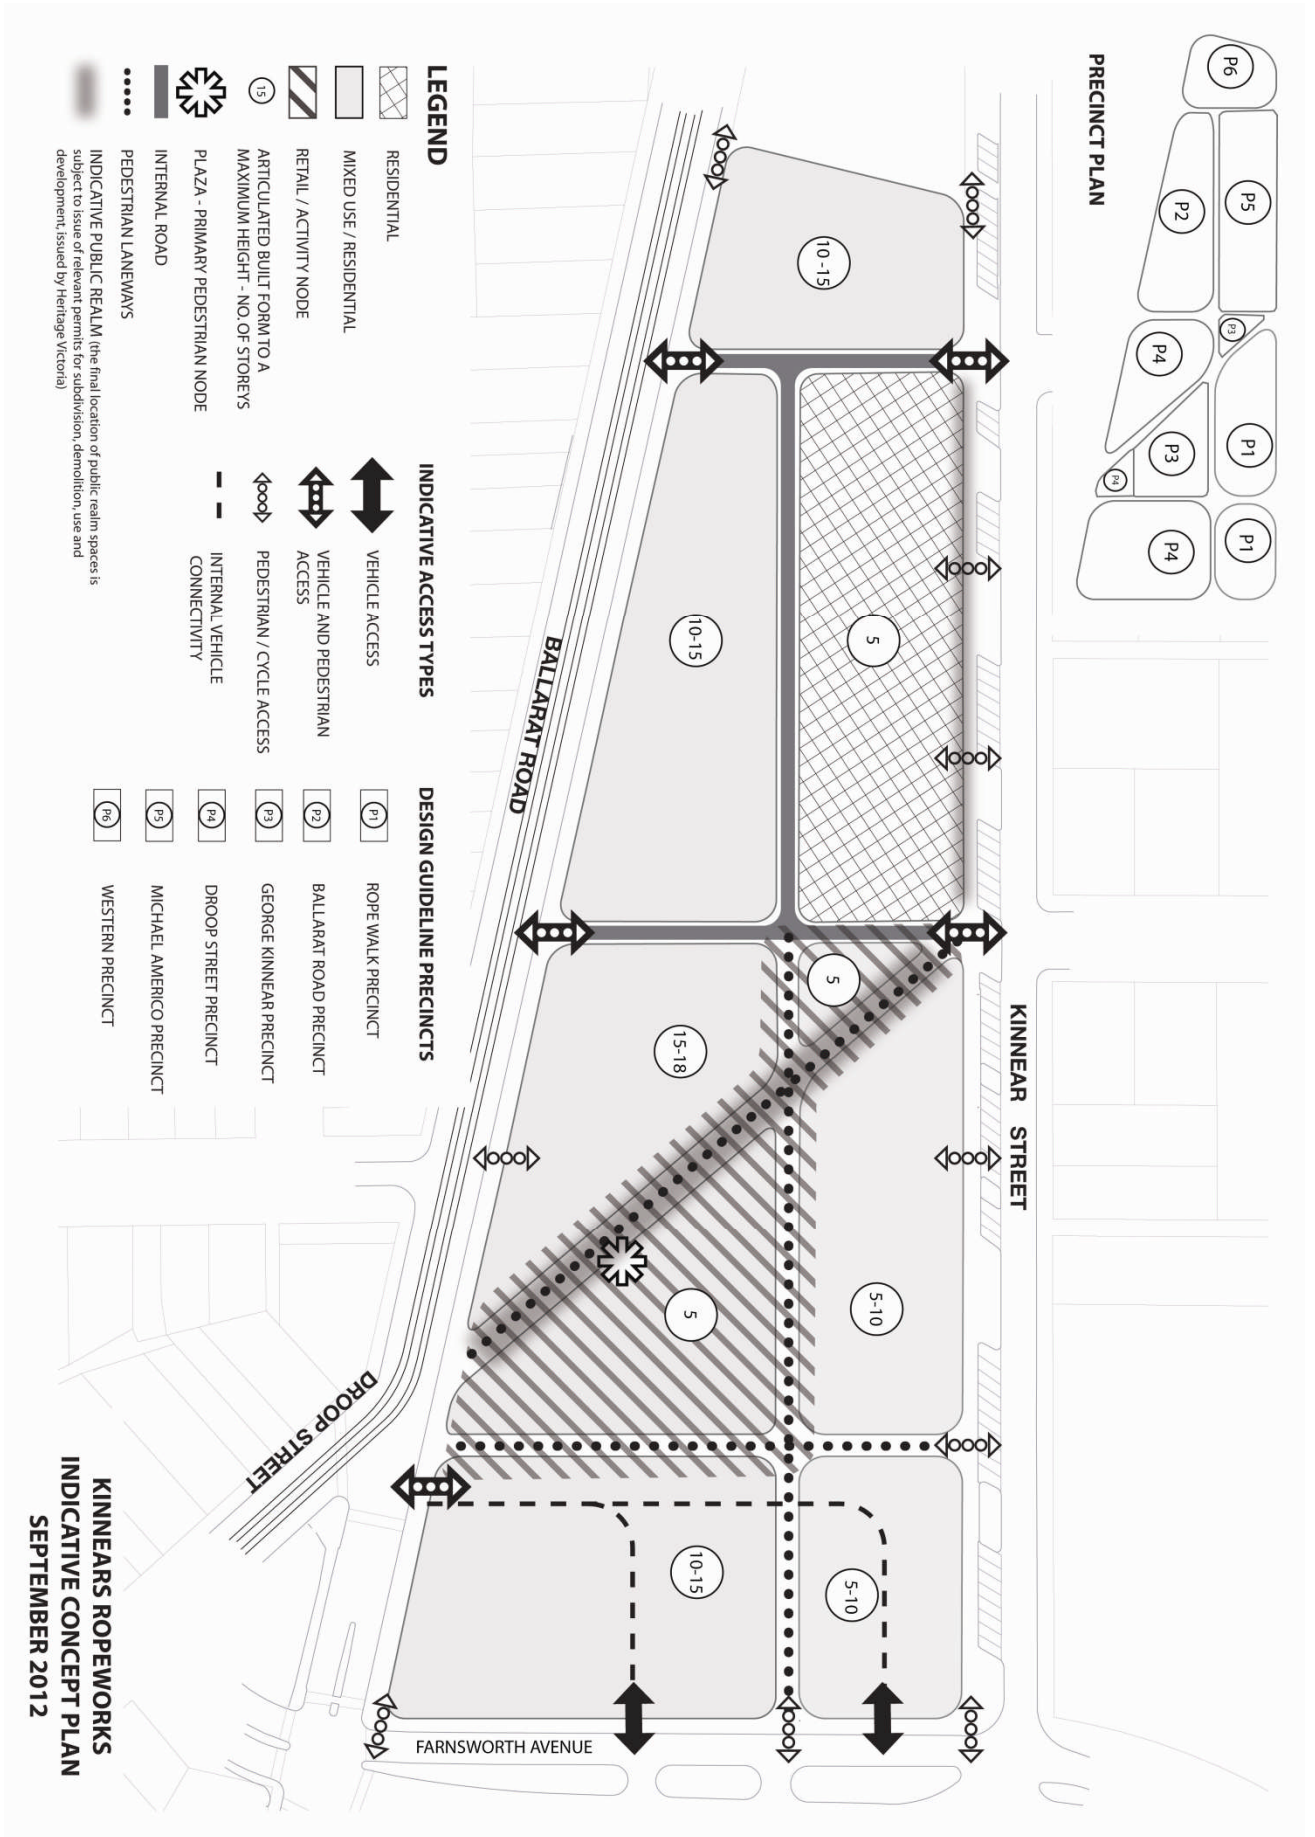 PRECINCT PLAN
P6
P5
P2
P3
P4
P1
P3
P4
P1
P4
KINNEAR STREET
10 -15
5
10-15
5
15-18
5-10
5
5-10
10-15
BALLARAT ROAD
DROOP STREET
FARNSWORTH AVENUE
LEGEND
RESIDENTIAL
MIXED USE / RESIDENTIAL
RETAIL / ACTIVITY NODE
15
ARTICULATED BUILT FORM TO A
MAXIMUM HEIGHT - NO. OF STOREYS
PLAZA - PRIMARY PEDESTRIAN NODE
INTERNAL ROAD
PEDESTRIAN LANEWAYS
INDICATIVE PUBLIC REALM (the final location of public realm spaces is
subject to issue of relevant permits for subdivision, demolition, use and
development, issued by Heritage Victoria)
INDICATIVE ACCESS TYPES
VEHICLE ACCESS
VEHICLE AND PEDESTRIAN
ACCESS
PEDESTRIAN / CYCLE ACCESS
INTERNAL VEHICLE
CONNECTIVITY
DESIGN GUIDELINE PRECINCTS
P1 ROPE WALK PRECINCT
P2 BALLARAT ROAD PRECINCT
P3 GEORGE KINNEAR PRECINCT
P4 DROOP STREET PRECINCT
P5 MICHAEL AMERICO PRECINCT
P6 WESTERN PRECINCT
KINNEARS ROPEWORKS
INDICATIVE CONCEPT PLAN
SEPTEMBER 2012